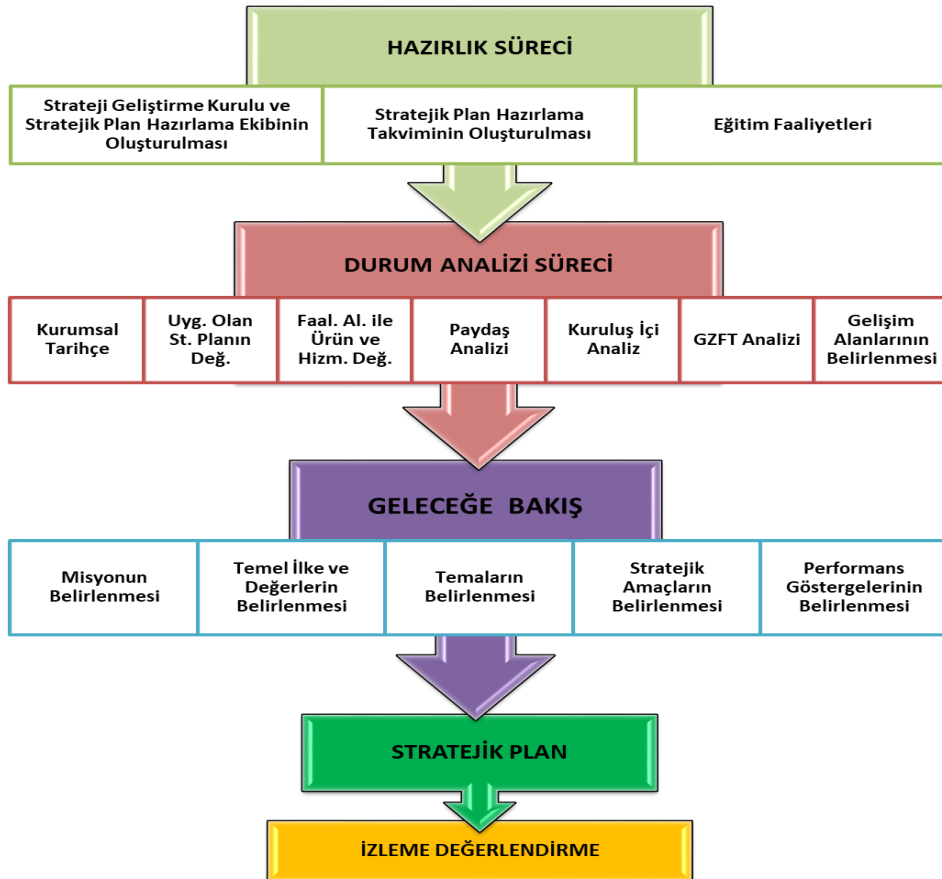 HAZIRLIK SÜRECİ
Strateji Geliştirme Kurulu ve
Stratejik Plan Hazırlama Ekibinin
Oluşturulması
Stratejik Plan Hazırlama
Takviminin Oluşturulması
Eğitim Faaliyetleri
DURUM ANALİZİ SÜRECİ
Kurumsal
Tarihçe
Uyg. Olan
St. Planın
Değ.
Faal. Al. ile
Ürün ve
Hizm. Değ.
Paydaş
Analizi
Kuruluş İçi
Analiz
GZFT Analizi
Gelişim
Alanlarının
Belirlenmesi
GELECEĞE BAKIŞ
Misyonun
Belirlenmesi
Temel İlke ve
Değerlerin
Belirlenmesi
Temaların
Belirlenmesi
Stratejik
Amaçların
Belirlenmesi
Performans
Göstergelerinin
Belirlenmesi
STRATEJİK PLAN
İZLEME DEĞERLENDİRME